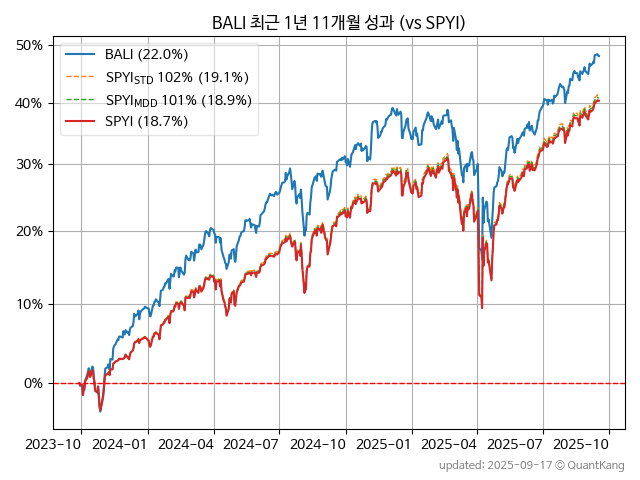 BALI 최근 1년 11개월 성과 (vs SPYI)
50%
40%
30%
20%
10%
0%
BALI (22.0%)
SPYI_STD 102% (19.1%)
SPYI_MDD 101% (18.9%)
SPYI (18.7%)
2023-10 2024-01 2024-04 2024-07 2024-10 2025-01 2025-04 2025-07 2025-10
updated: 2025-09-17 © QuantKang